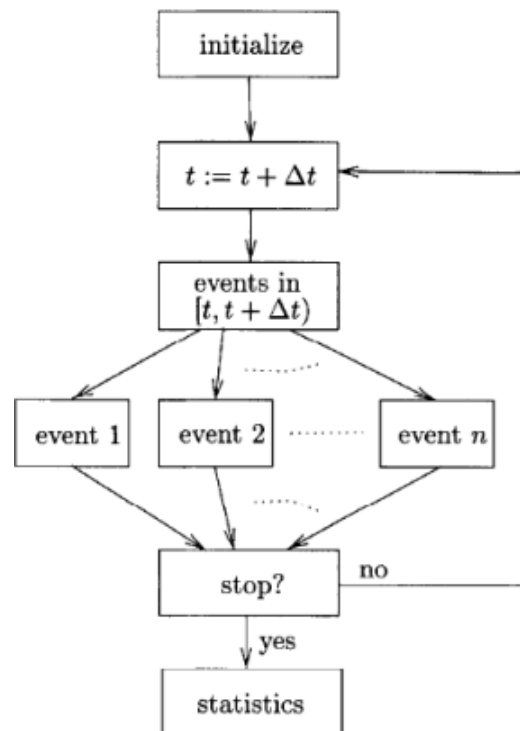 initialize
t := t + Δt
events in
[t, t + Δt)
event 1
event 2
event n
stop?
no
yes
statistics